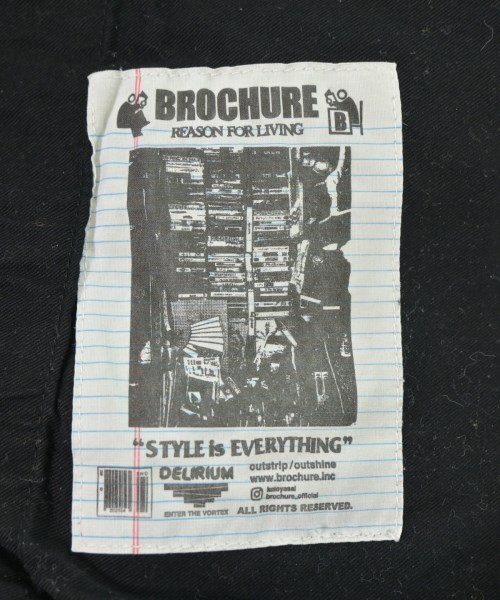 BROCHURE
B
REASON FOR LIVING
"STYLE is EVERYTHING"
DELIRIUM
ENTER THE VORTEX
outstrip/outshine
www.brochure.inc
brochure_official
ALL RIGHTS RESERVED.